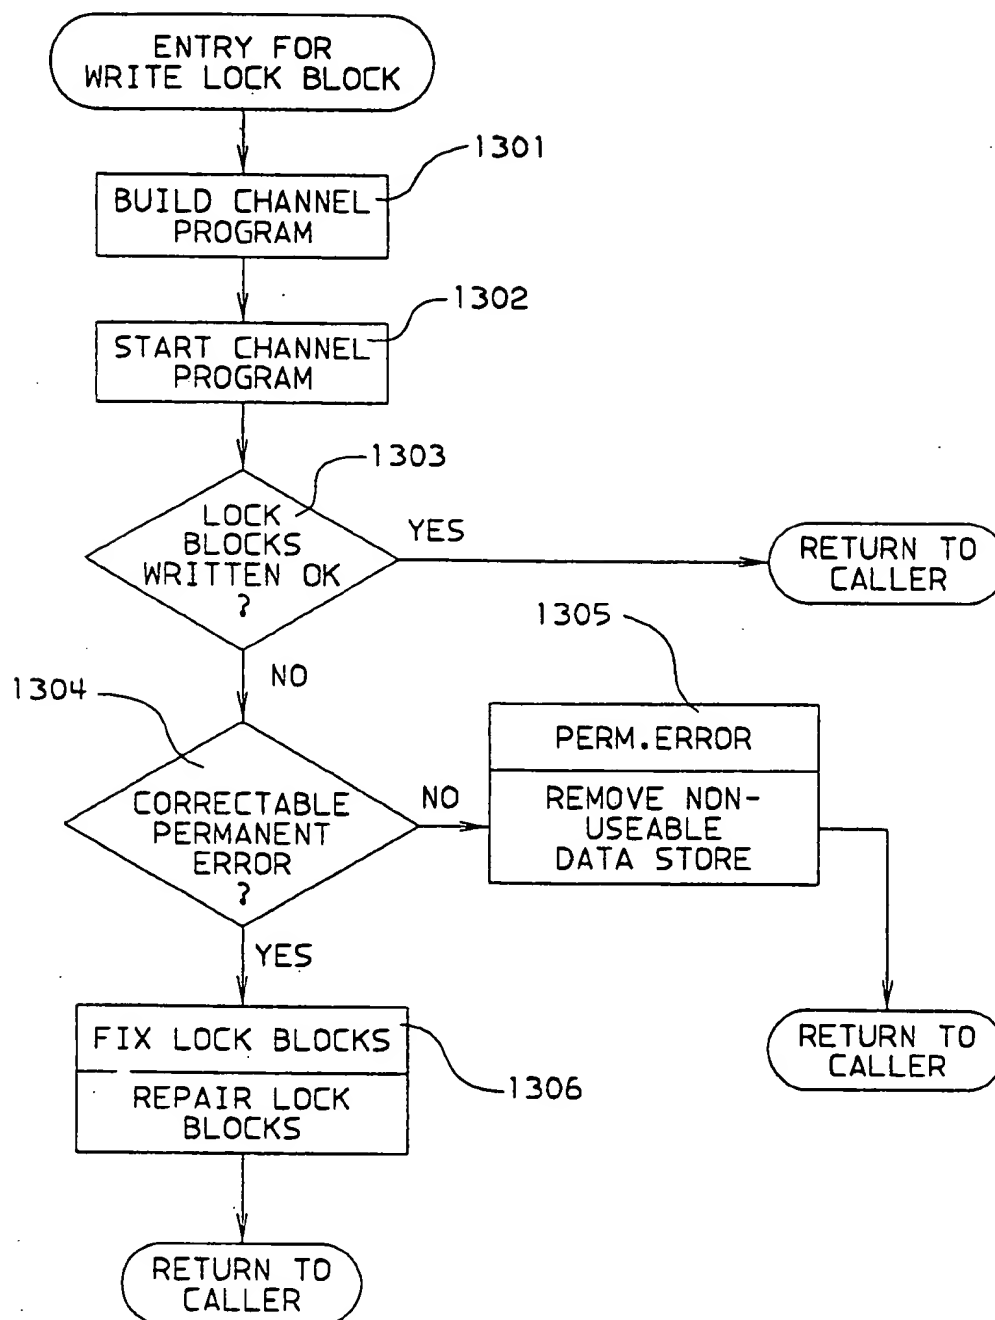 ENTRY FOR
WRITE LOCK BLOCK
1301
BUILD CHANNEL
PROGRAM
1302
START CHANNEL
PROGRAM
1303
LOCK
BLOCKS
WRITTEN OK
?
YES
RETURN TO
CALLER
NO
1304
CORRECTABLE
PERMANENT
ERROR
?
NO
1305
PERM.ERROR
REMOVE NON-
USEABLE
DATA STORE
RETURN TO
CALLER
YES
FIX LOCK BLOCKS
REPAIR LOCK
BLOCKS
1306
RETURN TO
CALLER